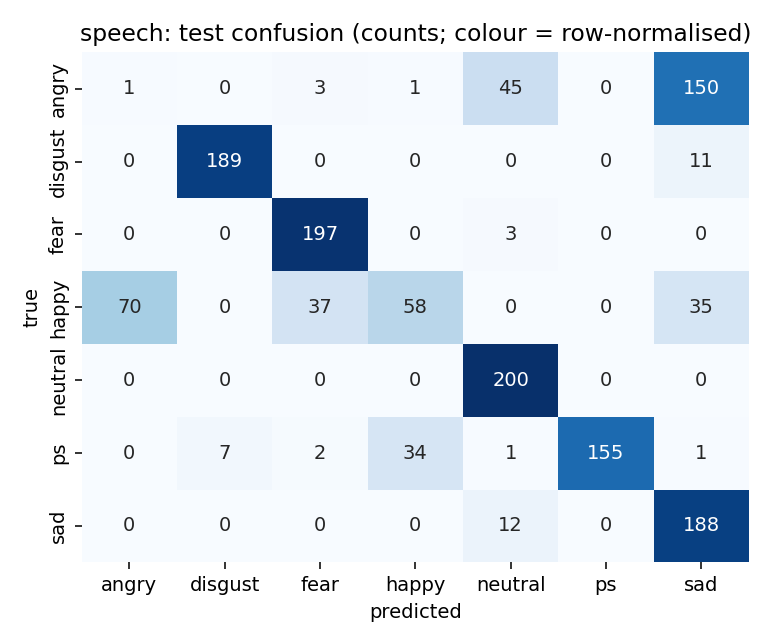 speech: test confusion (counts; colour = row-normalised)
true
angry 1 0 3 1 45 0 150
disgust 0 189 0 0 0 0 11
fear 0 0 197 0 3 0 0
happy 70 0 37 58 0 0 35
neutral 0 0 0 0 200 0 0
ps 0 7 2 34 1 155 1
sad 0 0 0 0 12 0 188
angry disgust fear happy neutral ps sad
predicted